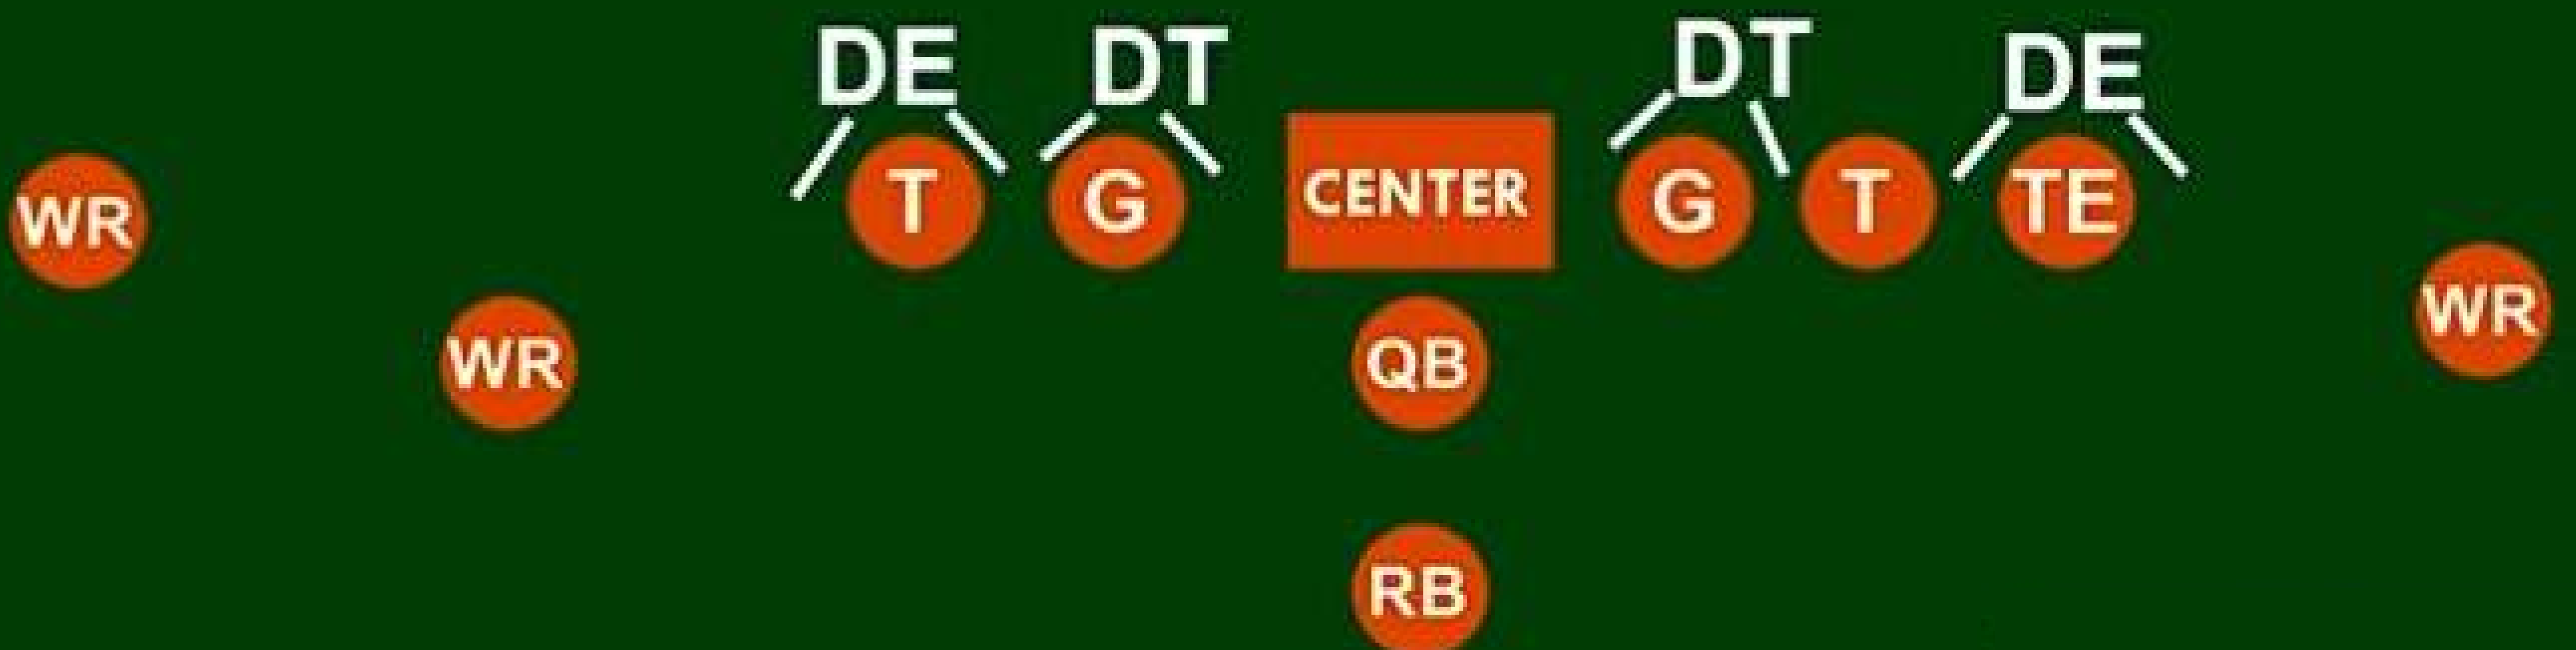 DE DT DT DE
WR T G CENTER G T TE WR
WR QB
RB